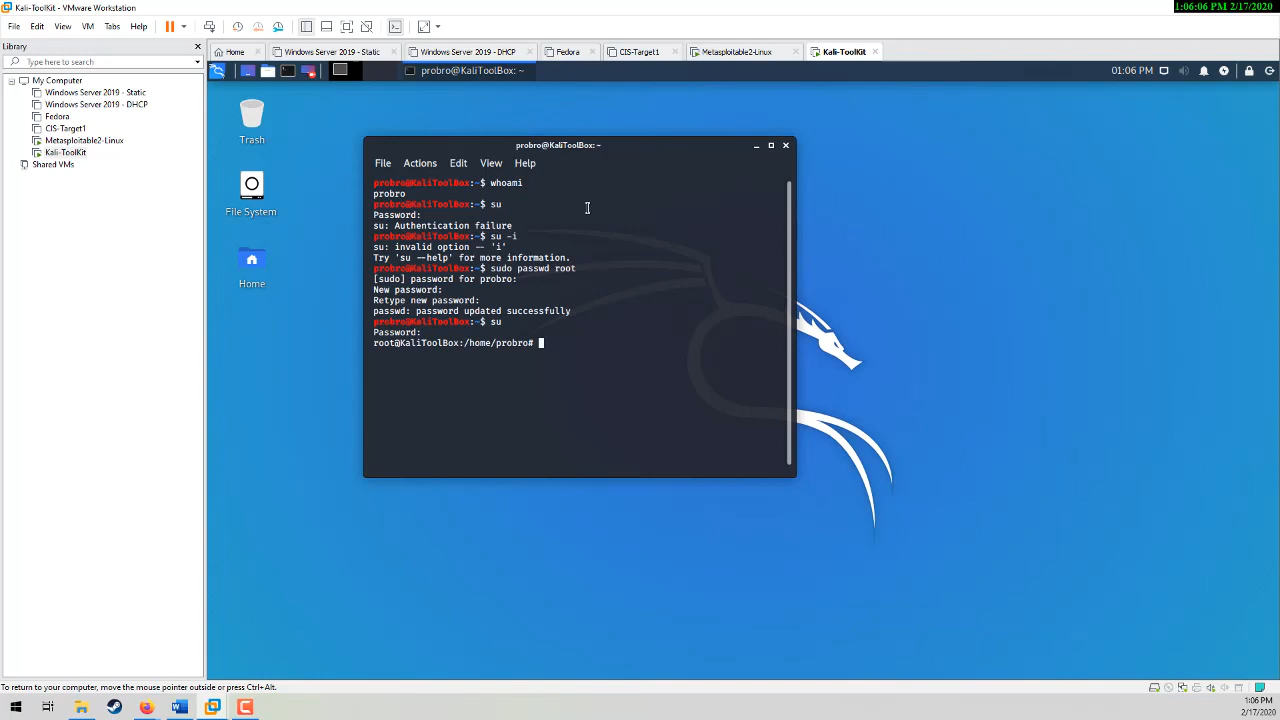 Kali-ToolKit - VMware Workstation
1:06:06 PM 2/17/2020
File Edit View VM Tabs Help
Library
Type here to search
My Computer
Windows Server 2019 - Static
Windows Server 2019 - DHCP
Fedora
CIS-Target1
Metasploitable2-Linux
Kali-ToolKit
Shared VMs
Home Windows Server 2019 - Static Windows Server 2019 - DHCP Fedora CIS-Target1 Metasploitable2-Linux Kali-ToolKit
probro@KaliToolBox: ~ 01:06 PM
Trash
File System
Home
probro@KaliToolBox: ~
File Actions Edit View Help
probro@KaliToolBox:~$ whoami
probro
probro@KaliToolBox:~$ su
Password:
su: Authentication failure
probro@KaliToolBox:~$ su -i
su: invalid option -- 'i'
Try 'su --help' for more information.
probro@KaliToolBox:~$ sudo passwd root
[sudo] password for probro:
New password:
Retype new password:
passwd: password updated successfully
probro@KaliToolBox:~$ su
Password:
root@KaliToolBox:/home/probro#
To return to your computer, move the mouse pointer outside or press Ctrl+Alt.
1:06 PM
2/17/2020